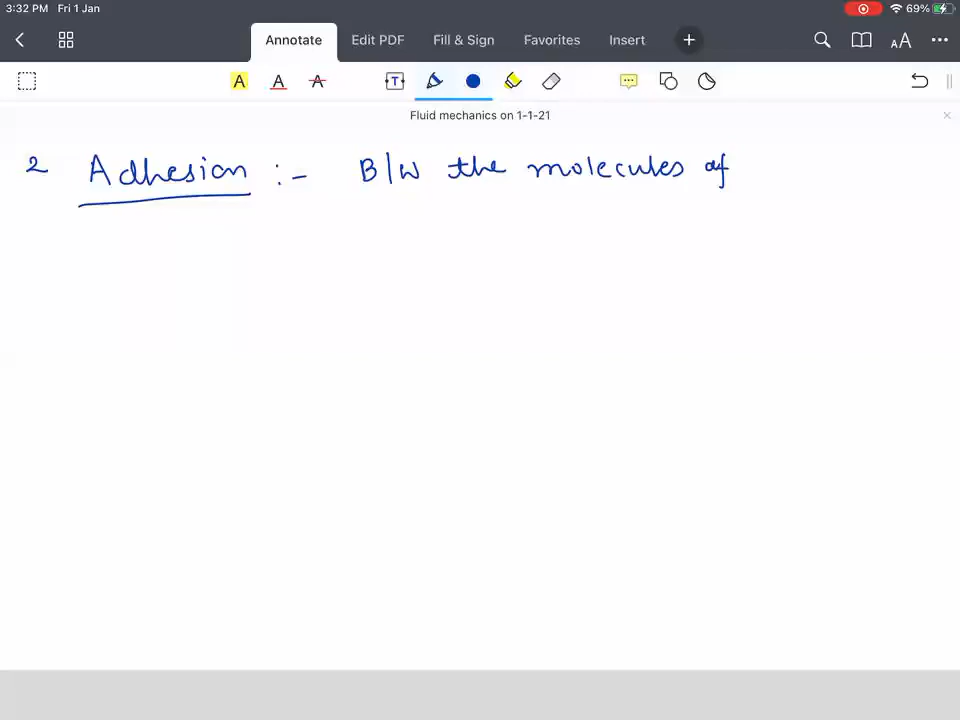 3:32 PM Fri 1 Jan 69%
Annotate Edit PDF Fill & Sign Favorites Insert +
A A A T AA
Fluid mechanics on 1-1-21 ×
2 Adhesion :- B/w the molecules of